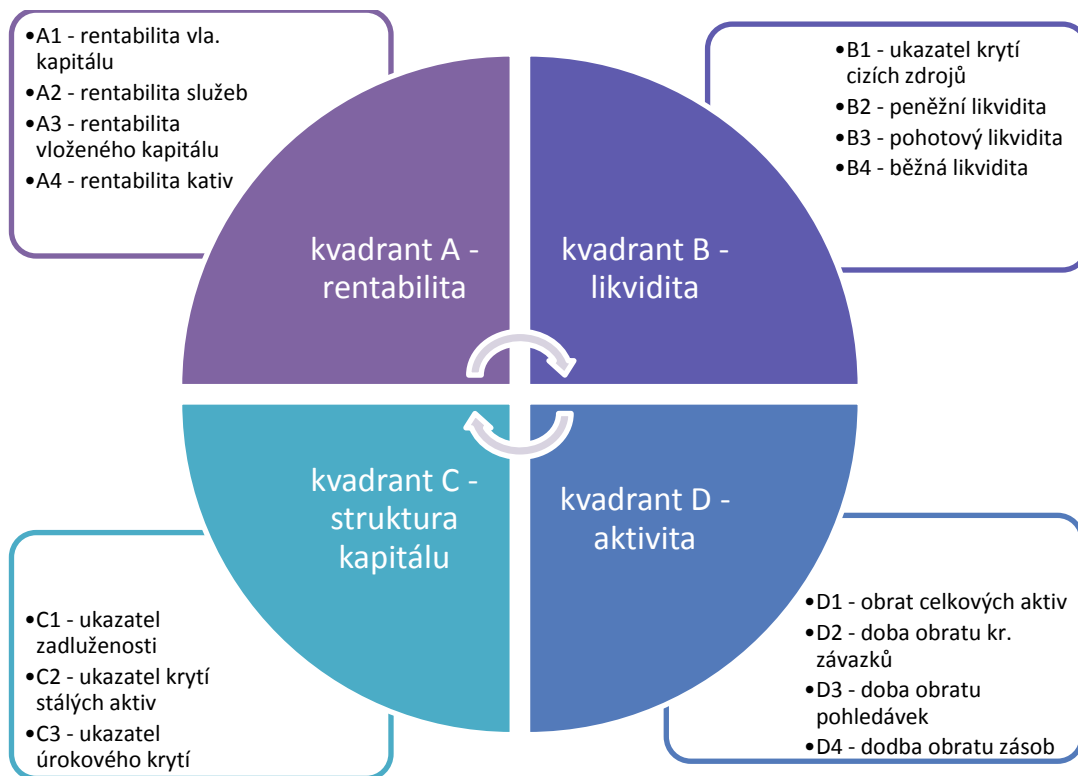 •A1 - rentabilita vla.
kapitálu
•A2 - rentabilita služeb
•A3 - rentabilita
vloženého kapitálu
•A4 - rentabilita kativ
•B1 - ukazatel krytí
cizích zdrojů
•B2 - peněžní likvidita
•B3 - pohotový likvidita
•B4 - běžná likvidita
kvadrant A -
rentabilita
kvadrant B -
likvidita
kvadrant C -
struktura
kapitálu
kvadrant D -
aktivita
•C1 - ukazatel
zadluženosti
•C2 - ukazatel krytí
stálých aktiv
•C3 - ukazatel
úrokového krytí
•D1 - obrat celkových aktiv
•D2 - doba obratu kr.
závazků
•D3 - doba obratu
pohledávek
•D4 - dodba obratu zásob